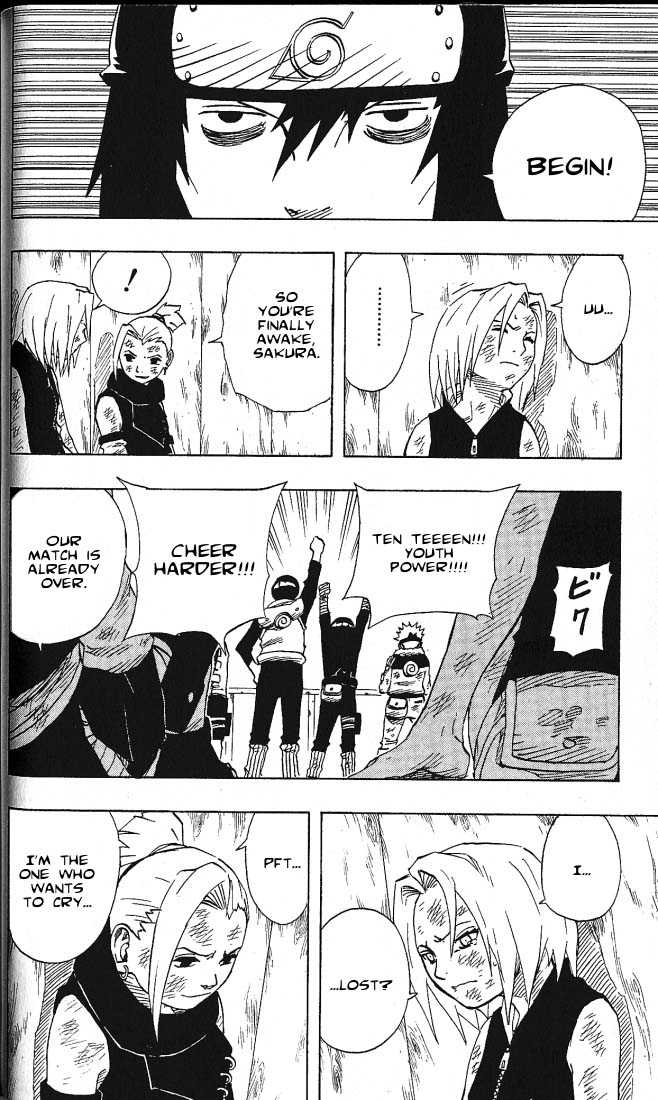 BEGIN!
UU...
.........
SO
YOU'RE
FINALLY
AWAKE,
SAKURA.
!
ビク
TEN TEEEEN!!!
YOUTH
POWER!!!!
CHEER
HARDER!!!
OUR
MATCH IS
ALREADY
OVER.
I...
...LOST?
PFT...
I'M THE
ONE WHO
WANTS
TO CRY...